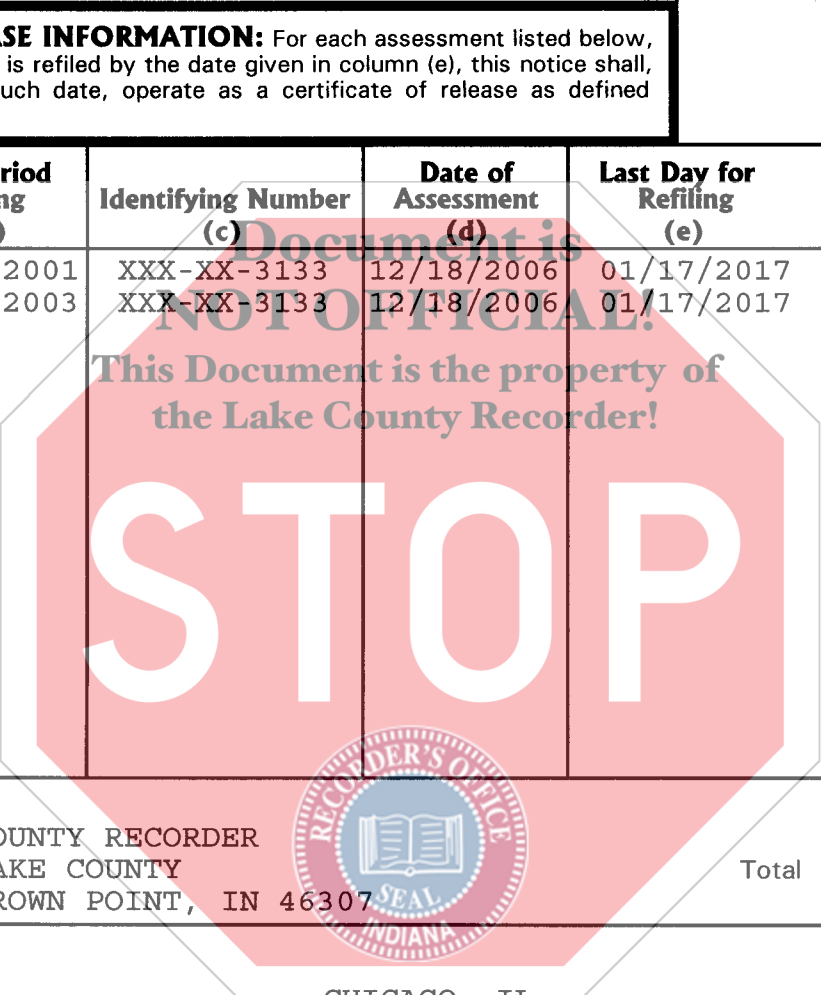 ASE INFORMATION: For each assessment listed below,
is refiled by the date given in column (e), this notice shall,
uch date, operate as a certificate of release as defined
riod Identifying Number Date of Last Day for
ng (c) Assessment Refiling
) (d) (e)
2001 XXX-XX-3133 12/18/2006 01/17/2017
2003 XXX-XX-3133 12/18/2006 01/17/2017
Document is
NOT OFFICIAL!
This Document is the property of
the Lake County Recorder!
STOP
OUNTY RECORDER
AKE COUNTY Total
ROWN POINT, IN 46307
RECORDER'S OFFICE
SEAL
INDIANA